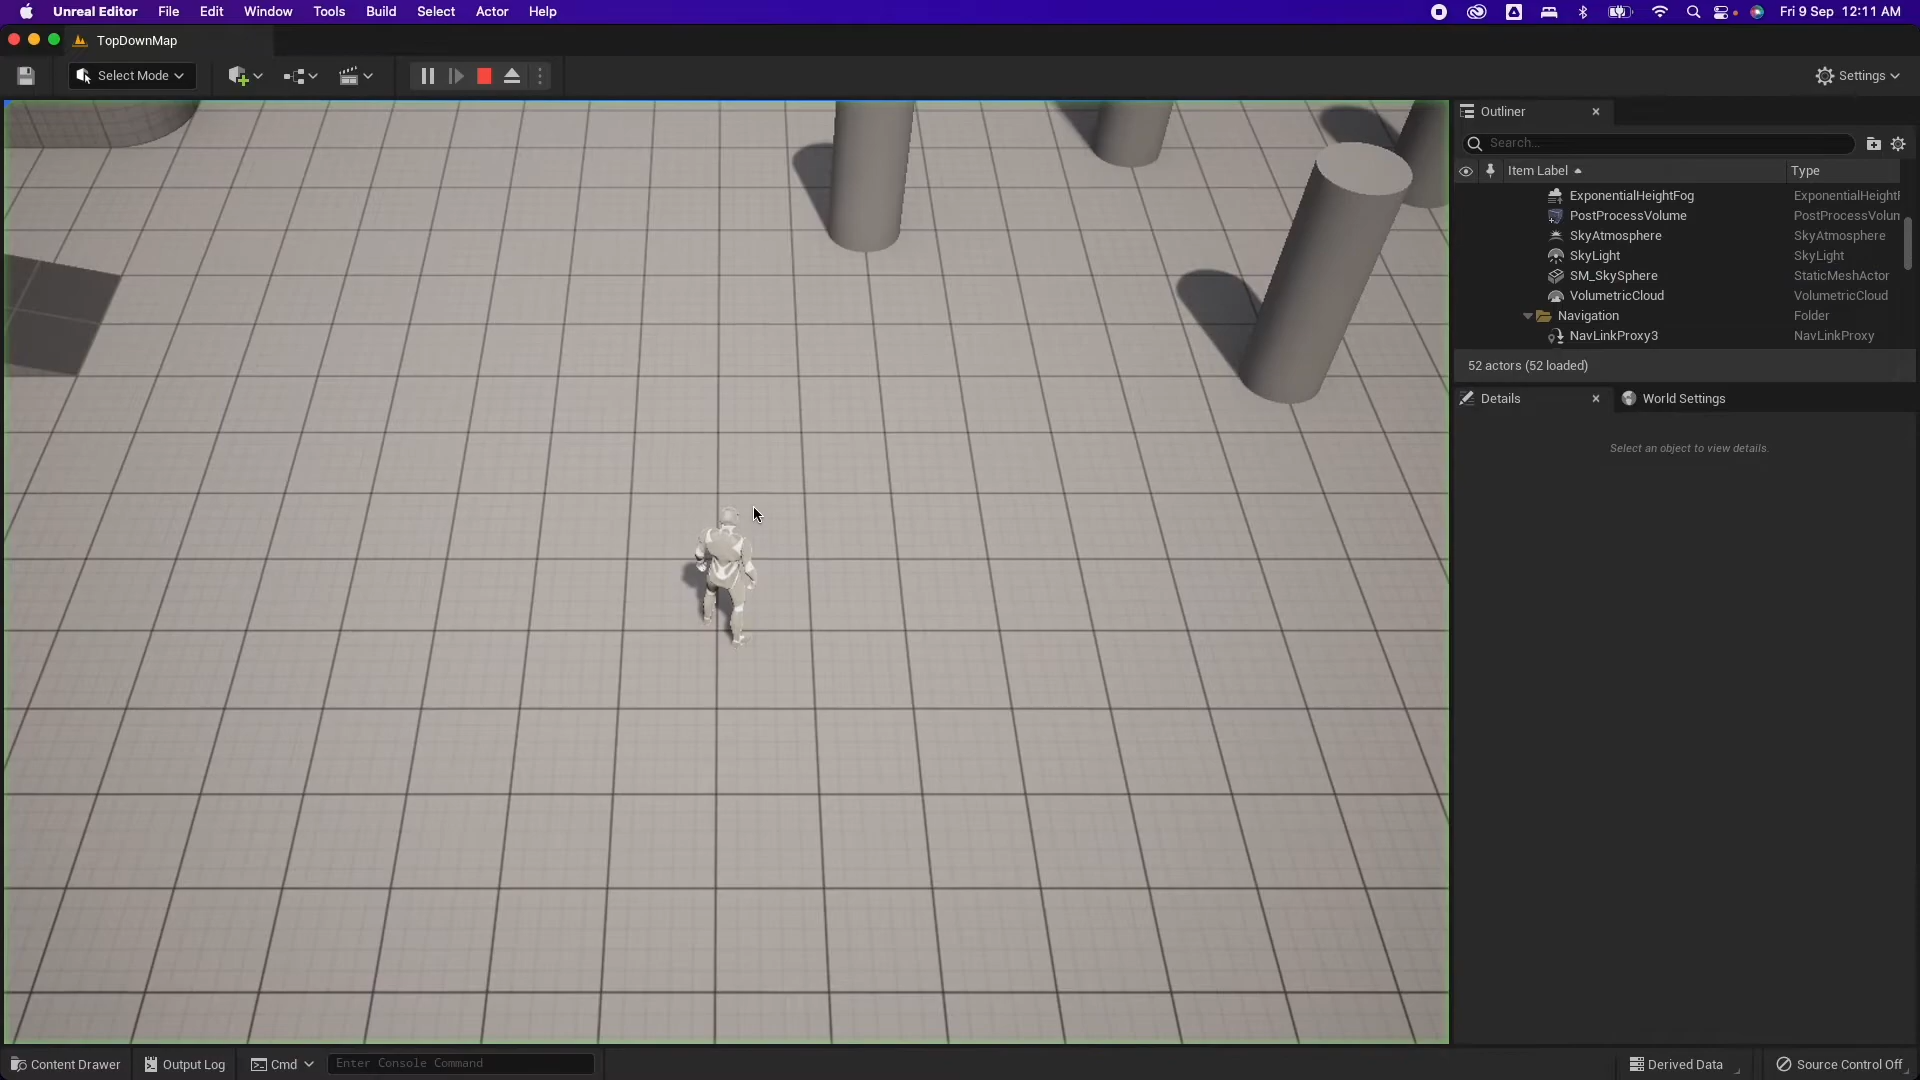 Unreal Editor File Edit Window Tools Build Select Actor Help Fri 9 Sep 12:11 AM
TopDownMap
Select Mode Settings
Outliner
Search...
Item Label Type
ExponentialHeightFog ExponentialHeightF
PostProcessVolume PostProcessVolun
SkyAtmosphere SkyAtmosphere
SkyLight SkyLight
SM_SkySphere StaticMeshActor
VolumetricCloud VolumetricCloud
Navigation Folder
NavLinkProxy3 NavLinkProxy
52 actors (52 loaded)
Details World Settings
Select an object to view details.
Content Drawer Output Log Cmd Enter Console Command Derived Data Source Control Off